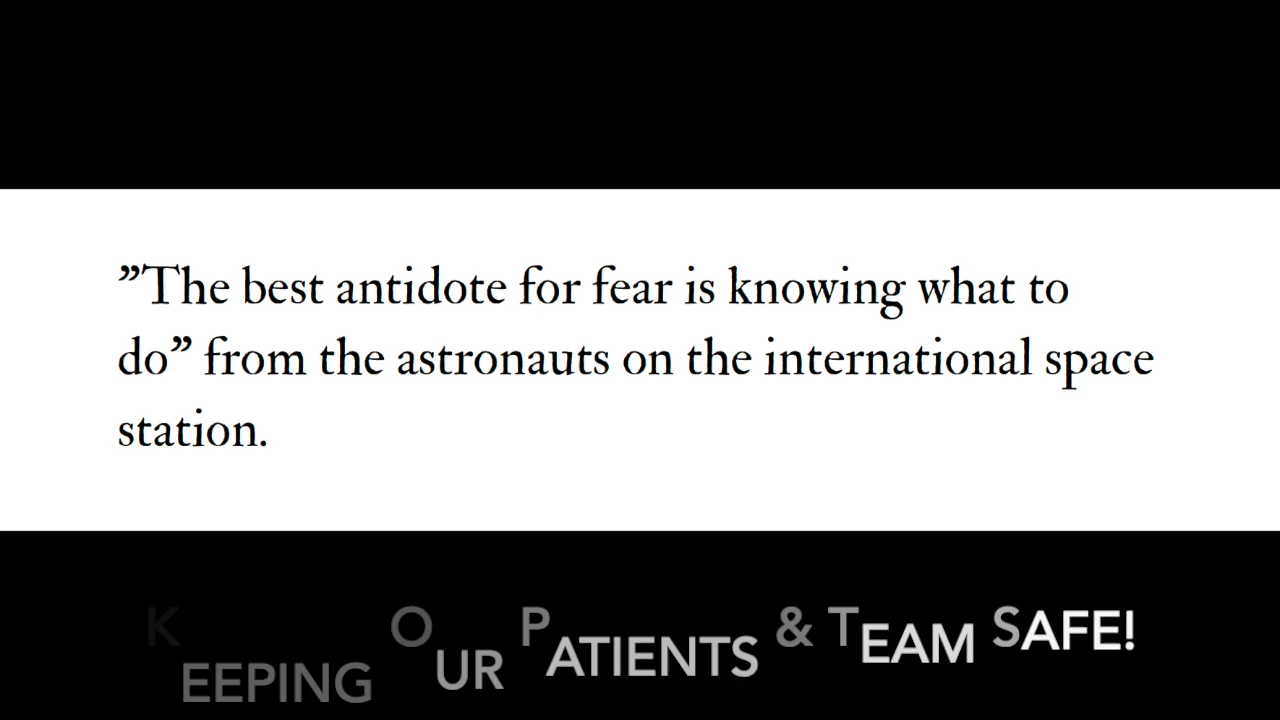 ”The best antidote for fear is knowing what to
do” from the astronauts on the international space
station.
KEEPING OUR PATIENTS & TEAM SAFE!